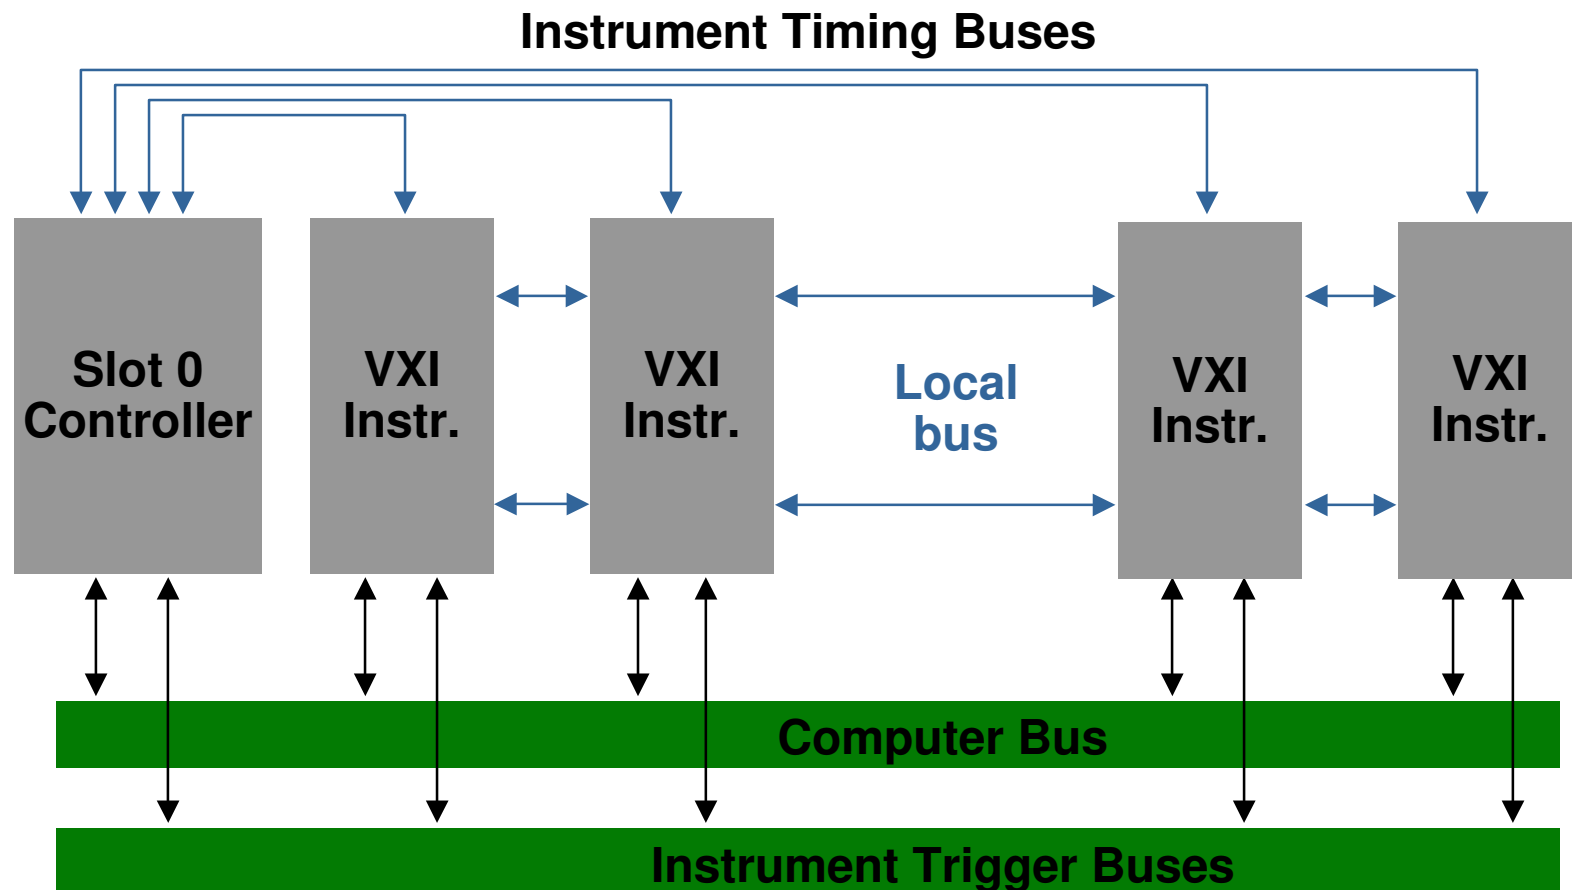 Instrument Timing Buses
Slot 0
Controller
VXI
Instr.
VXI
Instr.
Local
bus
VXI
Instr.
VXI
Instr.
Computer Bus
Instrument Trigger Buses